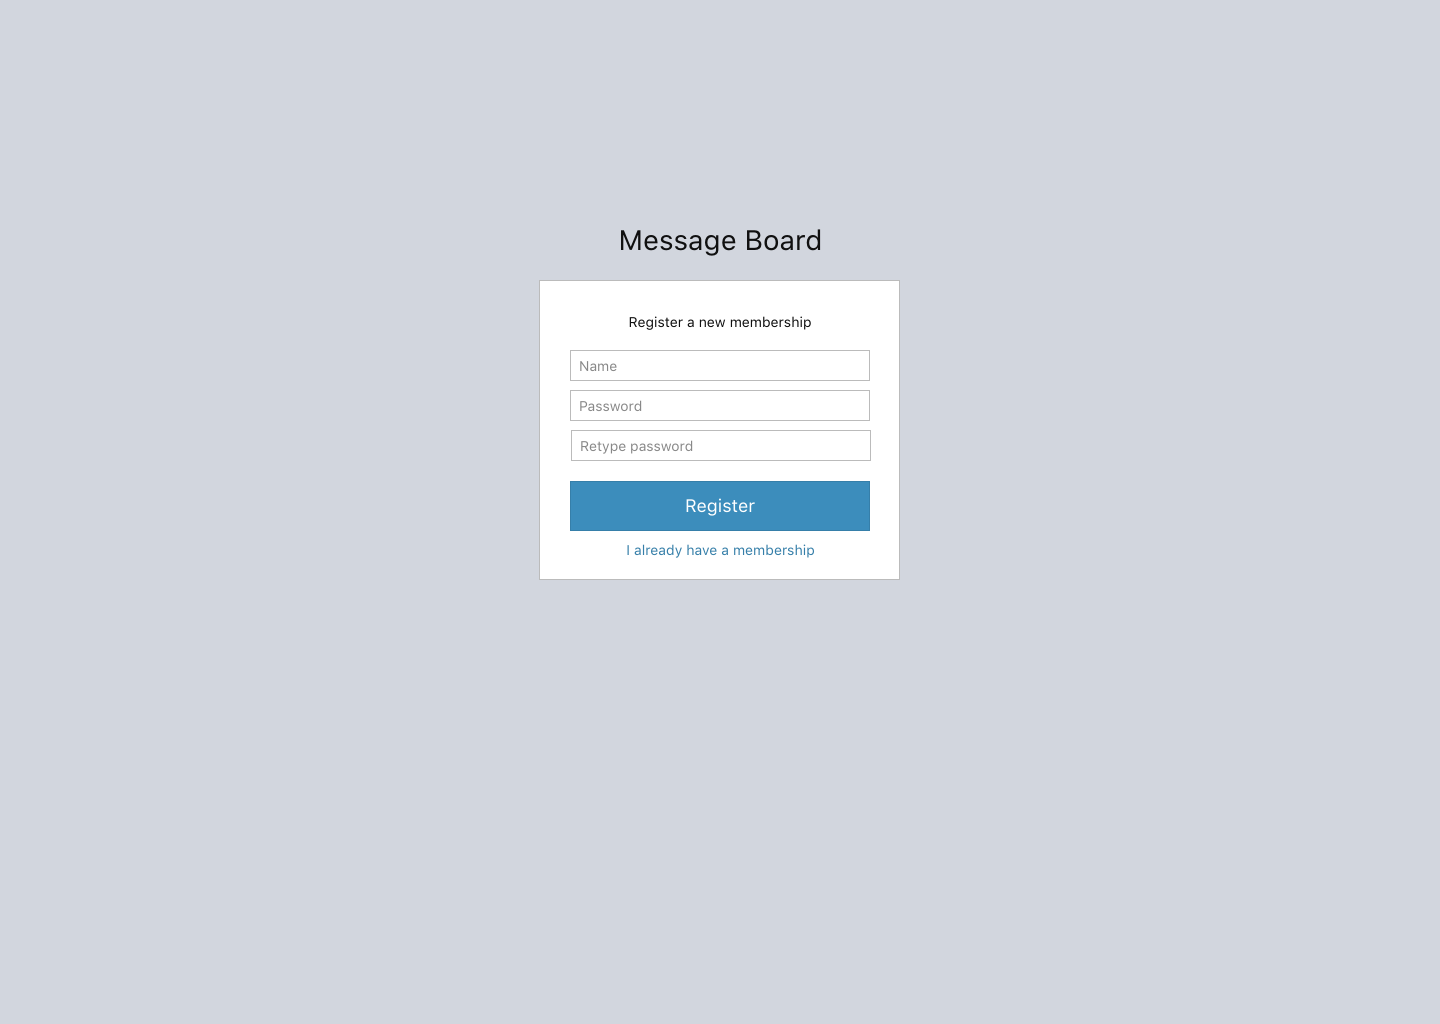 Message Board
Register a new membership
Name
Password
Retype password
Register
I already have a membership